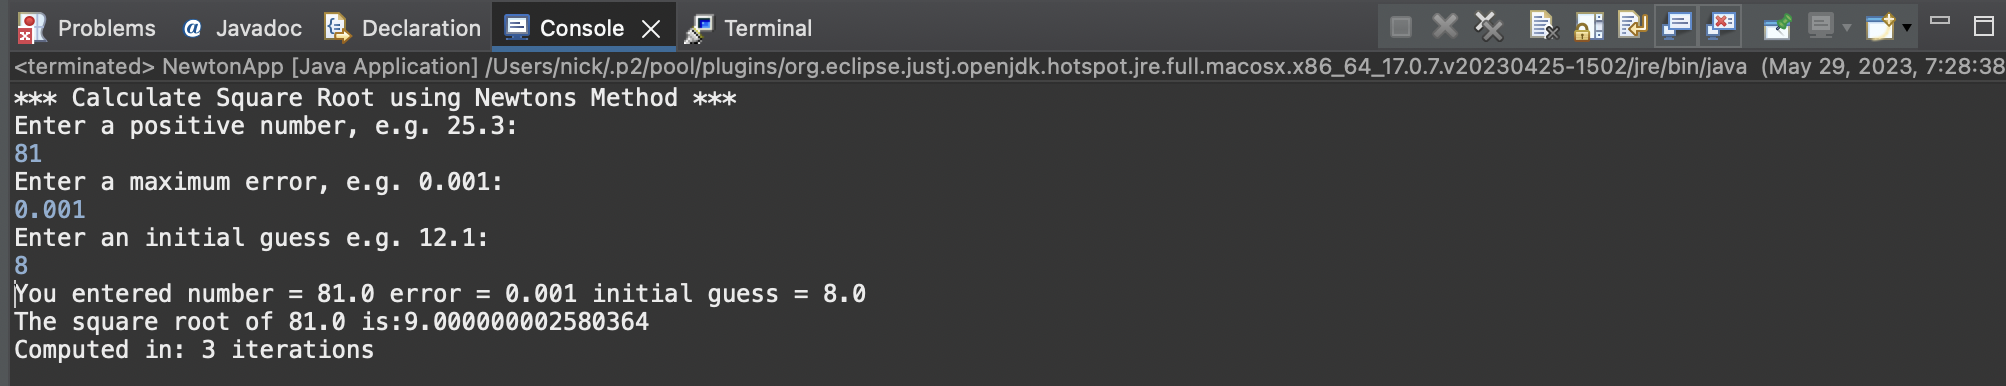 Problems @ Javadoc Declaration Console Terminal
<terminated> NewtonApp [Java Application] /Users/nick/.p2/pool/plugins/org.eclipse.justj.openjdk.hotspot.jre.full.macosx.x86_64_17.0.7.v20230425-1502/jre/bin/java (May 29, 2023, 7:28:38
*** Calculate Square Root using Newtons Method ***
Enter a positive number, e.g. 25.3:
81
Enter a maximum error, e.g. 0.001:
0.001
Enter an initial guess e.g. 12.1:
8
You entered number = 81.0 error = 0.001 initial guess = 8.0
The square root of 81.0 is:9.000000002580364
Computed in: 3 iterations